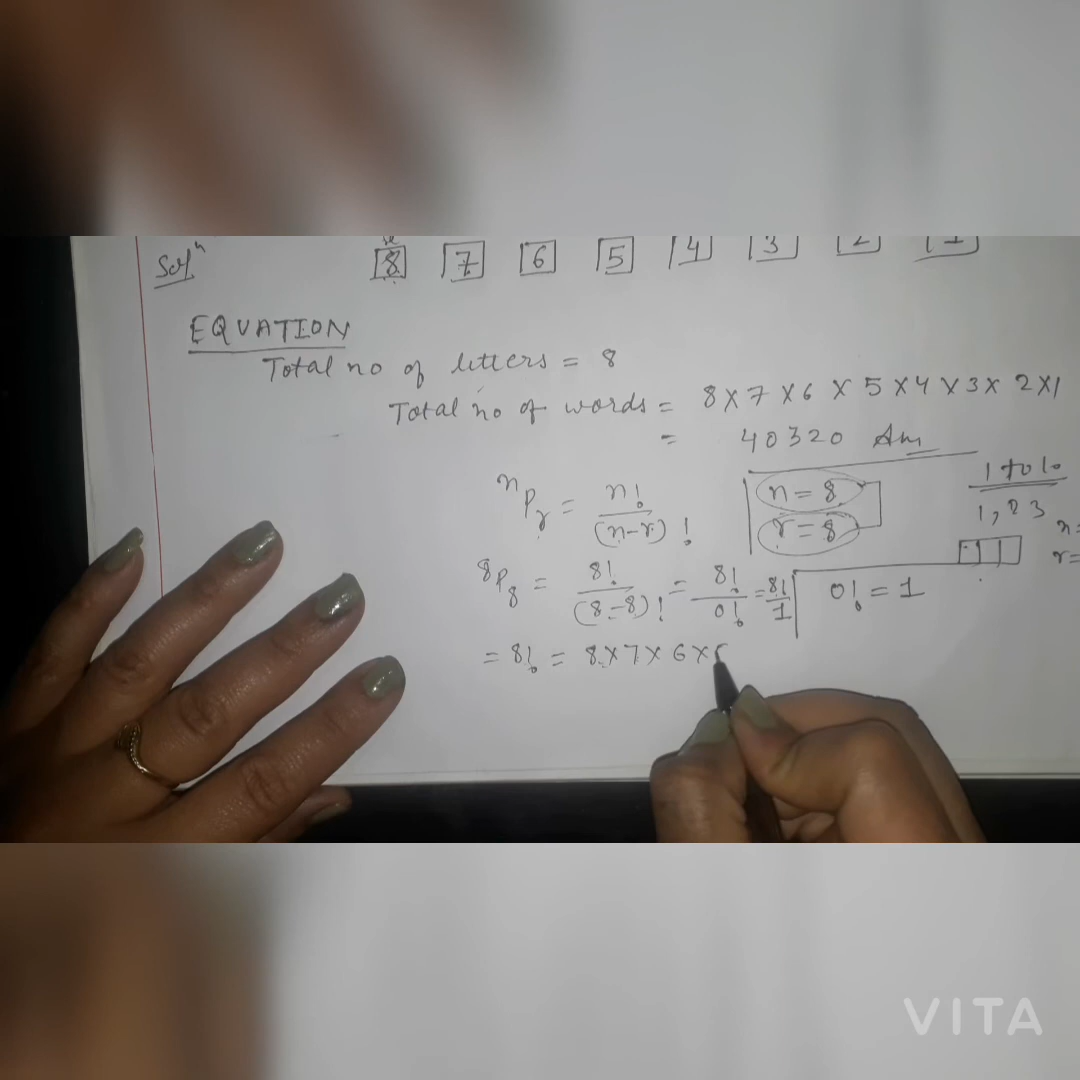 Solⁿ
8 7 6 5 4 3 2 1
EQUATION
Total no of letters = 8
Total no of words = 8 × 7 × 6 × 5 × 4 × 3 × 2 × 1
= 40320 Ans
ⁿPᵣ = n! / (n-r)!
n = 8
r = 8
1 to 10
1, 2 3
n =
r =
⁸P₈ = 8! / (8-8)! = 8! / 0! = 8! / 1
0! = 1
= 8! = 8 × 7 × 6 ×
VITA